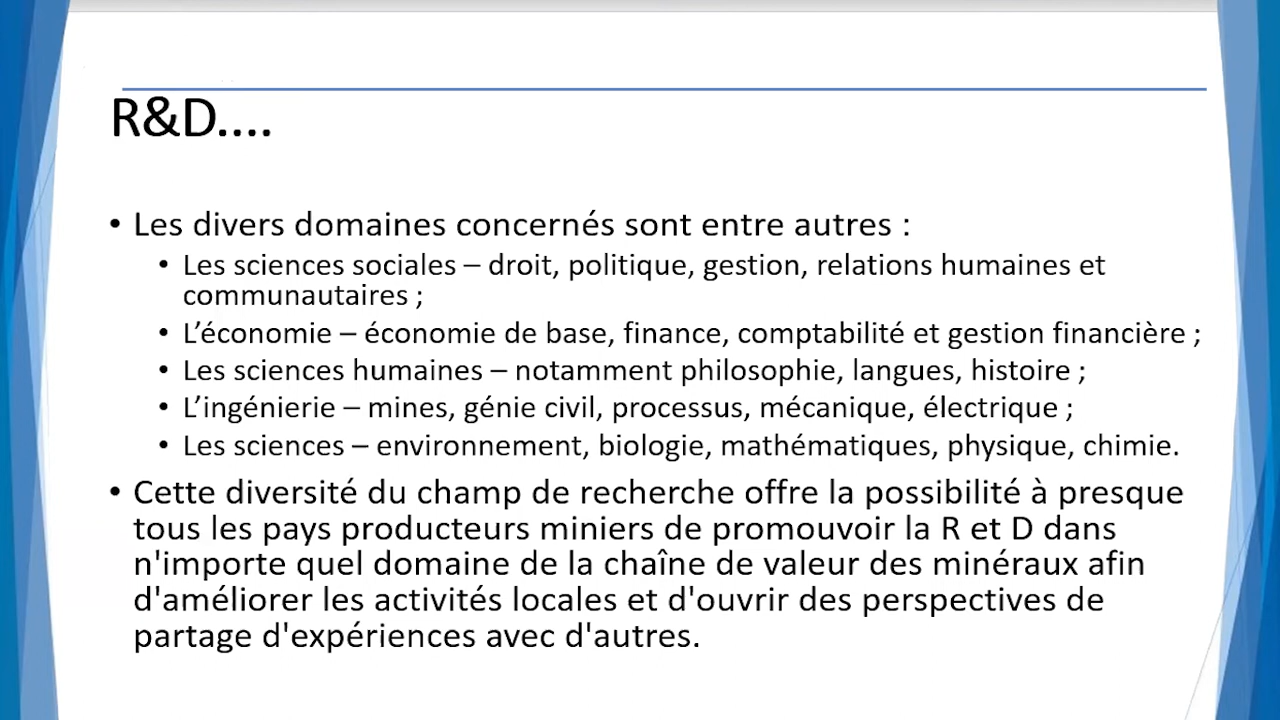 R&D....
• Les divers domaines concernés sont entre autres :
• Les sciences sociales – droit, politique, gestion, relations humaines et
communautaires ;
• L’économie – économie de base, finance, comptabilité et gestion financière ;
• Les sciences humaines – notamment philosophie, langues, histoire ;
• L’ingénierie – mines, génie civil, processus, mécanique, électrique ;
• Les sciences – environnement, biologie, mathématiques, physique, chimie.
• Cette diversité du champ de recherche offre la possibilité à presque
tous les pays producteurs miniers de promouvoir la R et D dans
n'importe quel domaine de la chaîne de valeur des minéraux afin
d'améliorer les activités locales et d'ouvrir des perspectives de
partage d'expériences avec d'autres.